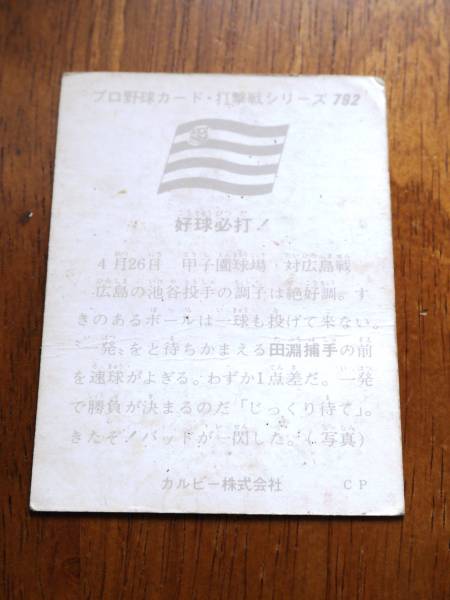 プロ野球カード・打撃戦シリーズ 792
好球必打！
4月26日 甲子園球場・対広島戦
広島の池谷投手の調子は絶好調。す
きのあるボールは一球も投げて来ない。
〝一発〟をと待ちかまえる田淵捕手の前
を速球がよぎる。わずか1点差だ。一発
で勝負が決まるのだ「じっくり待て」。
きたぞ！バッドが一閃した。(写真)
カルビー株式会社 CP